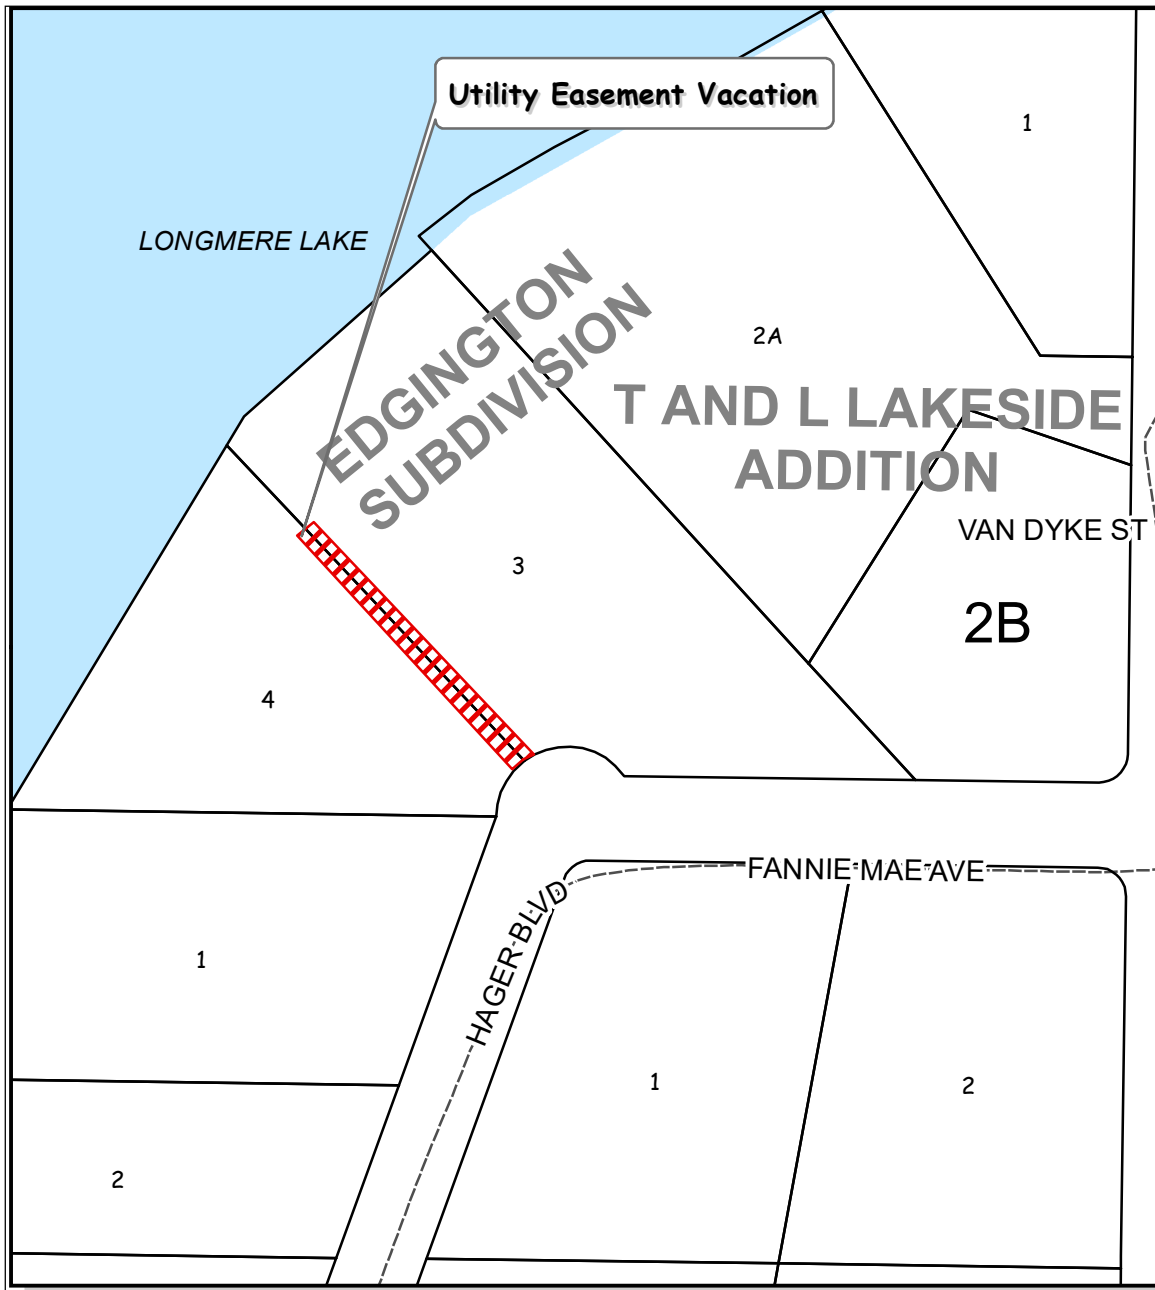 Utility Easement Vacation
1
LONGMERE LAKE
EDGINGTON
SUBDIVISION
2A
T AND L LAKESIDE
ADDITION
VAN DYKE ST
3
2B
4
FANNIE MAE AVE
HAGER BLVD
1
1
2
2